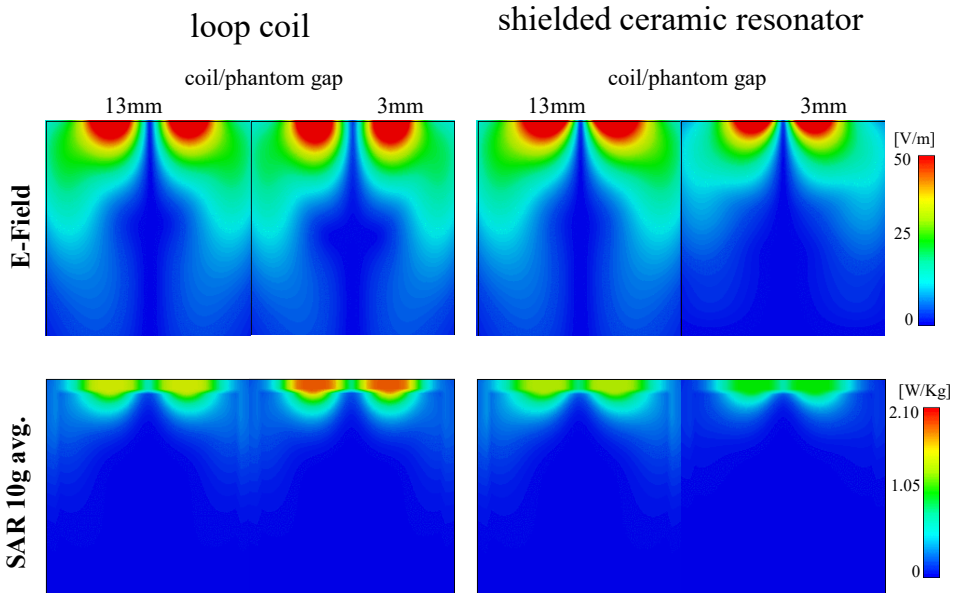 loop coil
shielded ceramic resonator
coil/phantom gap
coil/phantom gap
13mm
3mm
13mm
3mm
E-Field
[V/m]
50
25
0
SAR 10g avg.
[W/Kg]
2.10
1.05
0